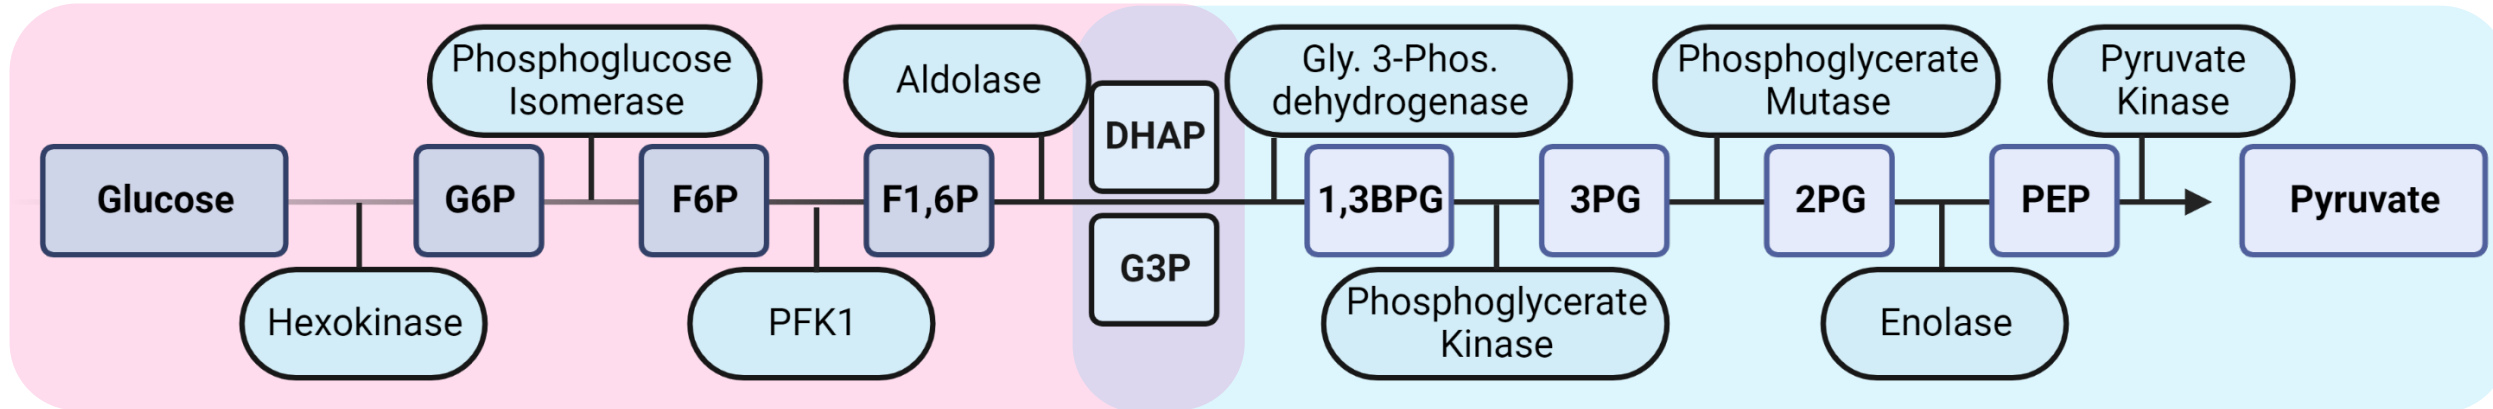 Phosphoglucose
Isomerase
Aldolase
Gly. 3-Phos.
dehydrogenase
Phosphoglycerate
Mutase
Pyruvate
Kinase
Glucose
G6P
F6P
F1,6P
DHAP
G3P
1,3BPG
3PG
2PG
PEP
Pyruvate
Hexokinase
PFK1
Phosphoglycerate
Kinase
Enolase